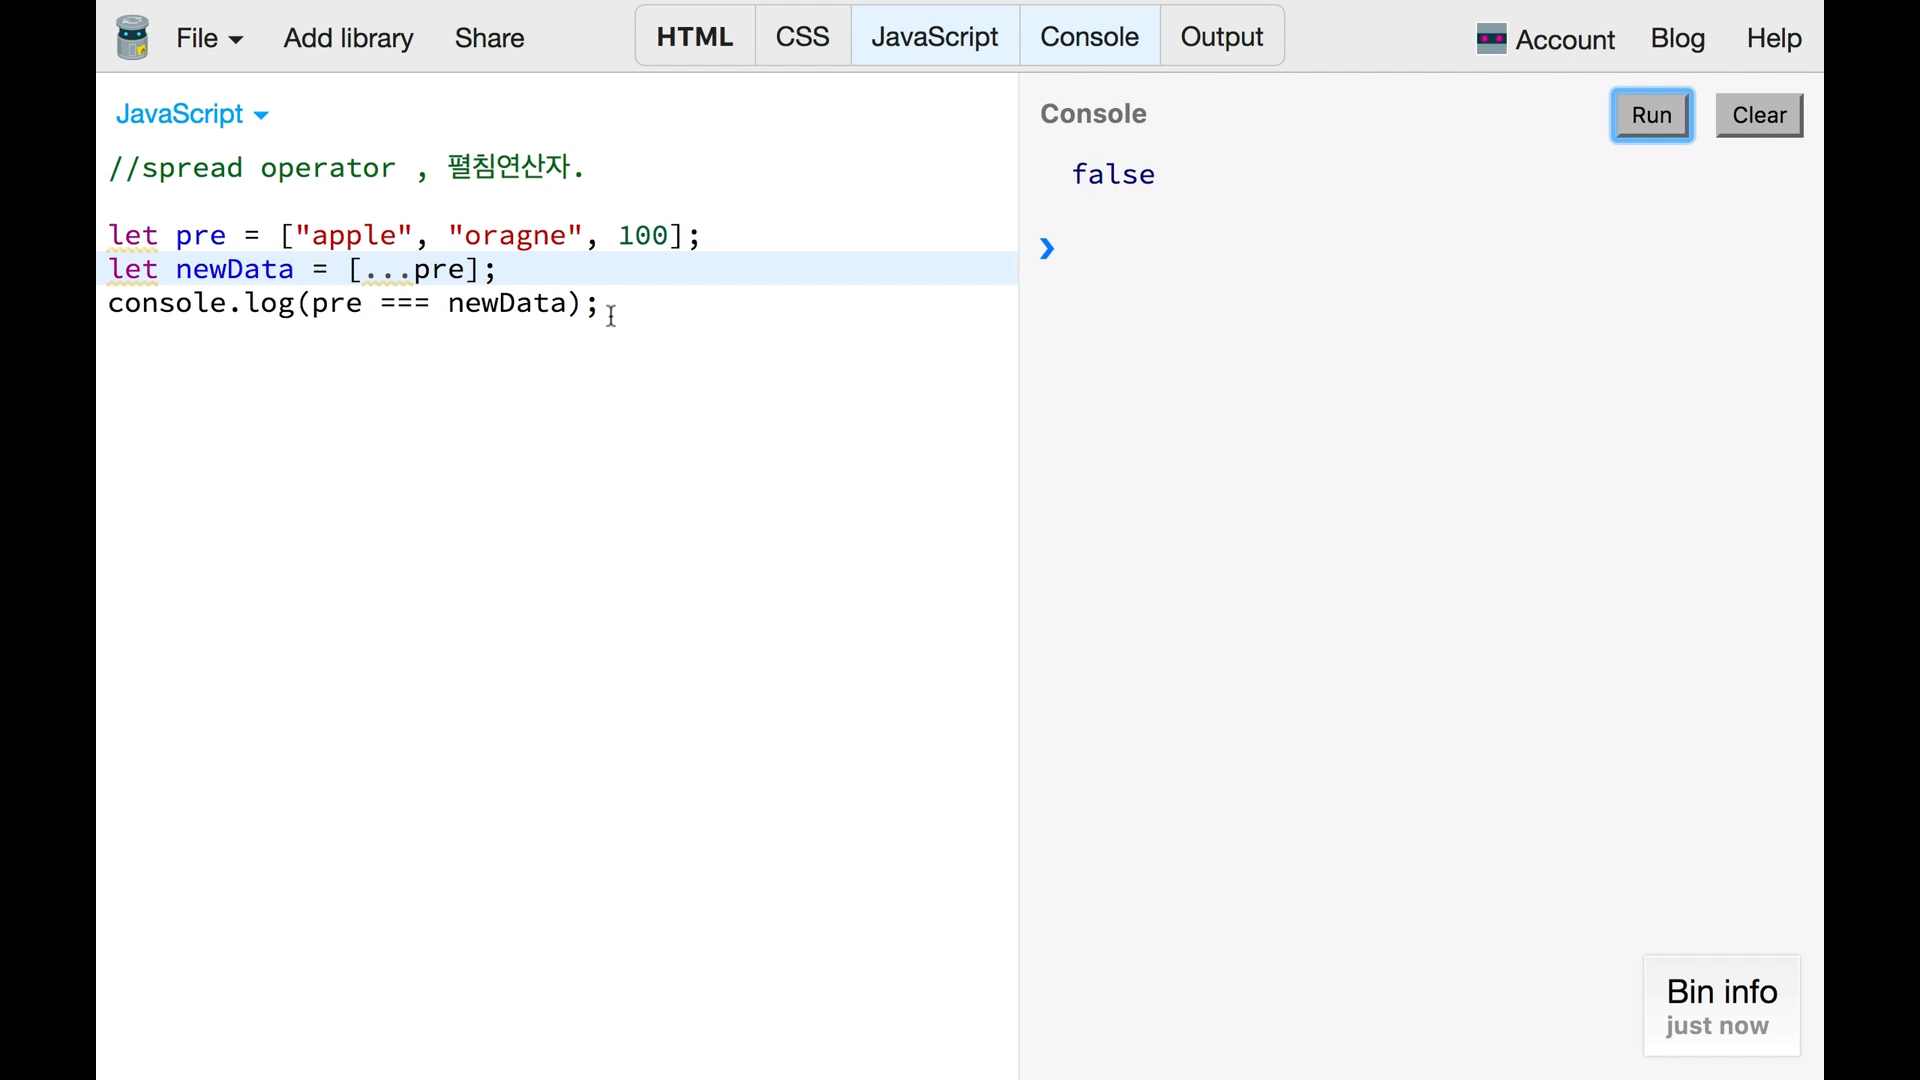 File Add library Share HTML CSS JavaScript Console Output Account Blog Help
JavaScript
//spread operator , 펼침연산자.
let pre = ["apple", "oragne", 100];
let newData = [...pre];
console.log(pre === newData);
Console Run Clear
false
Bin info
just now